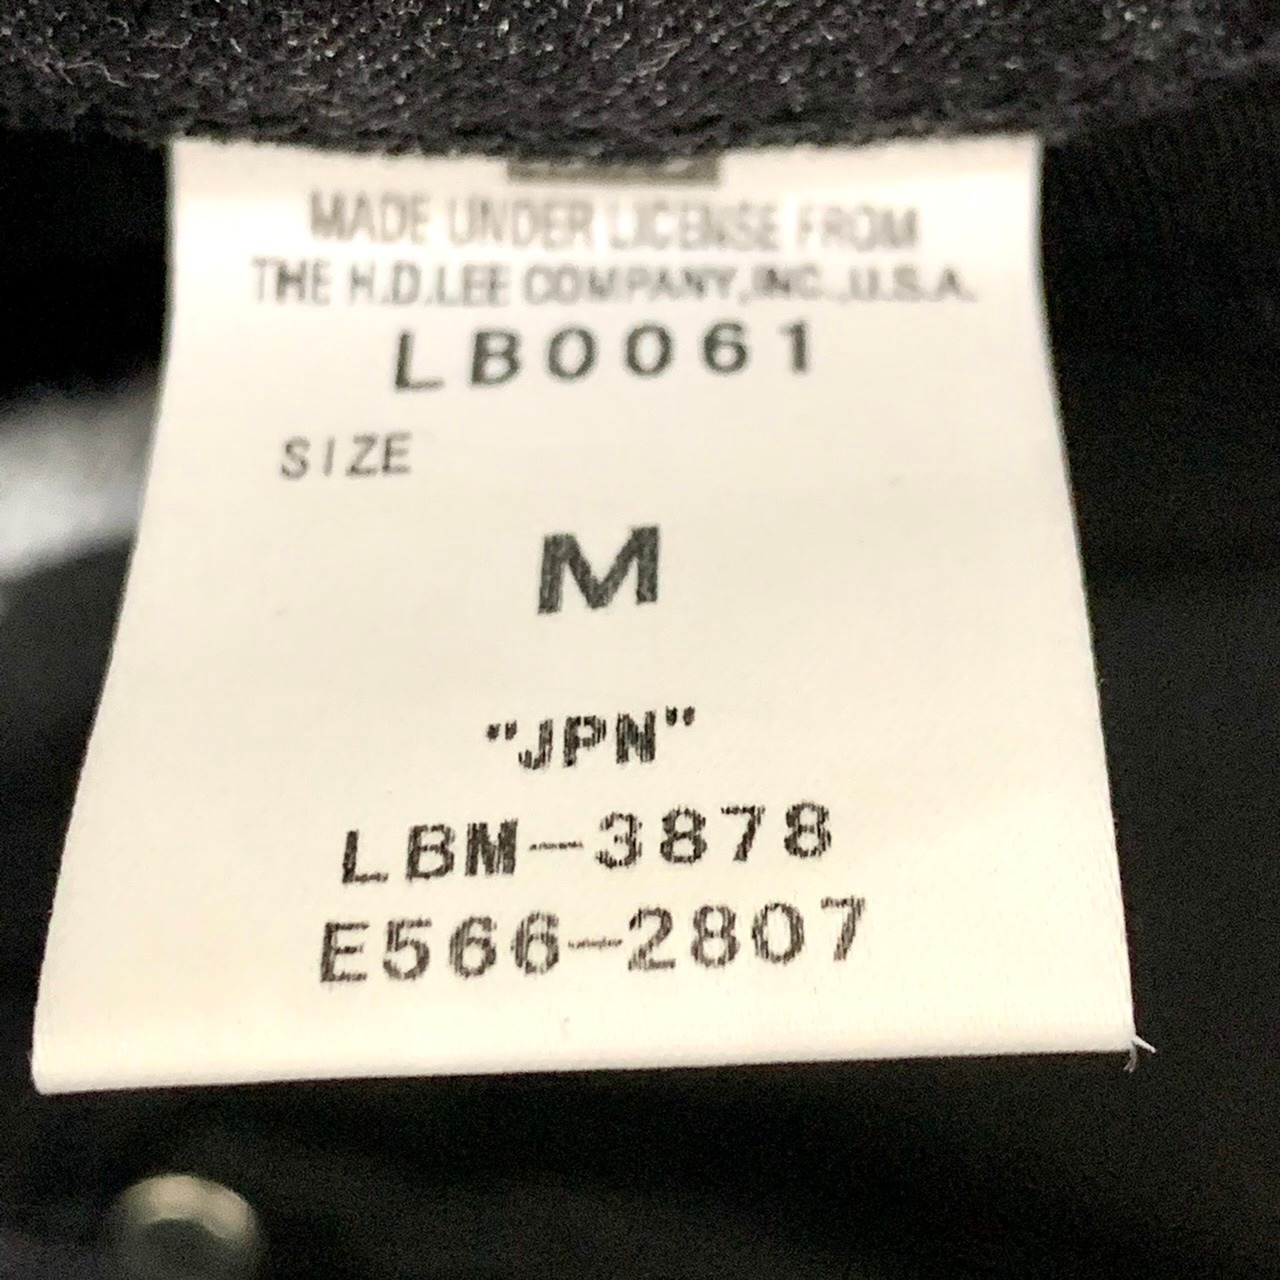 MADE UNDER LICENSE FROM
THE H.D.LEE COMPANY,INC.,U.S.A.
LB0061
SIZE
M
"JPN"
LBM-3878
E566-2807